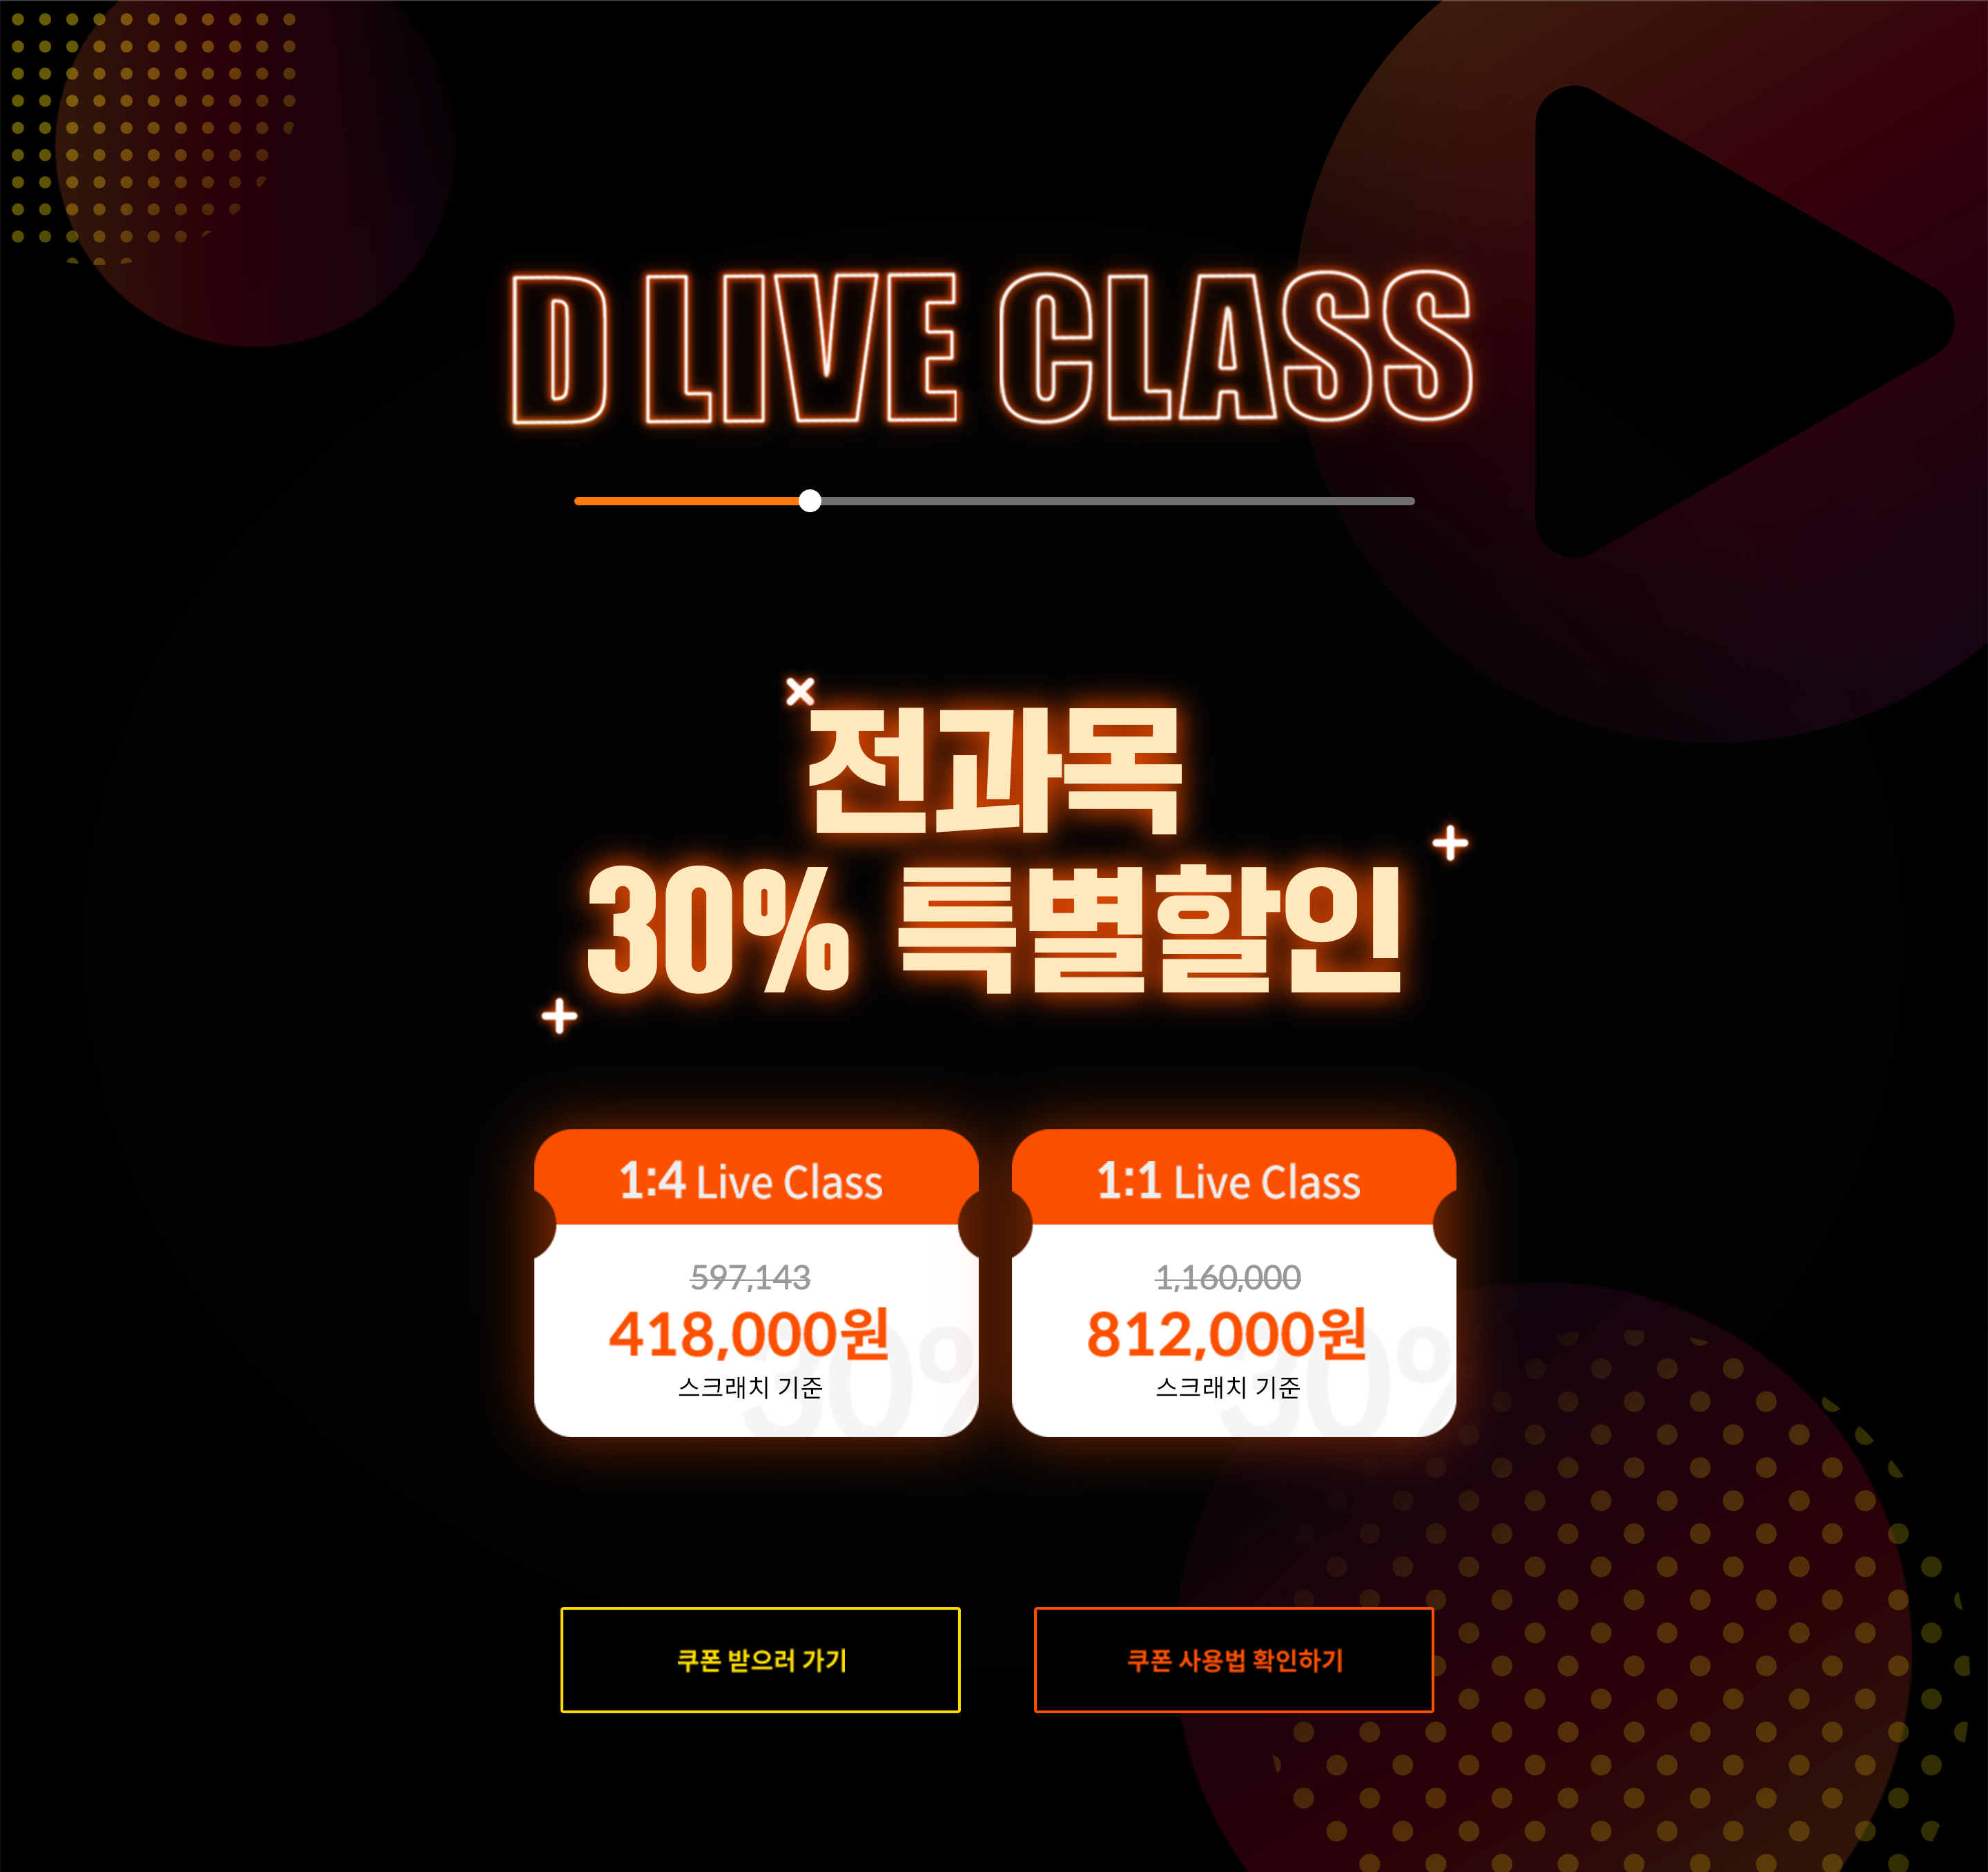 D LIVE CLASS
전과목
30% 특별할인
1:4 Live Class
597,143
418,000원
스크래치 기준
30%
1:1 Live Class
1,160,000
812,000원
스크래치 기준
30%
쿠폰 받으러 가기
쿠폰 사용법 확인하기